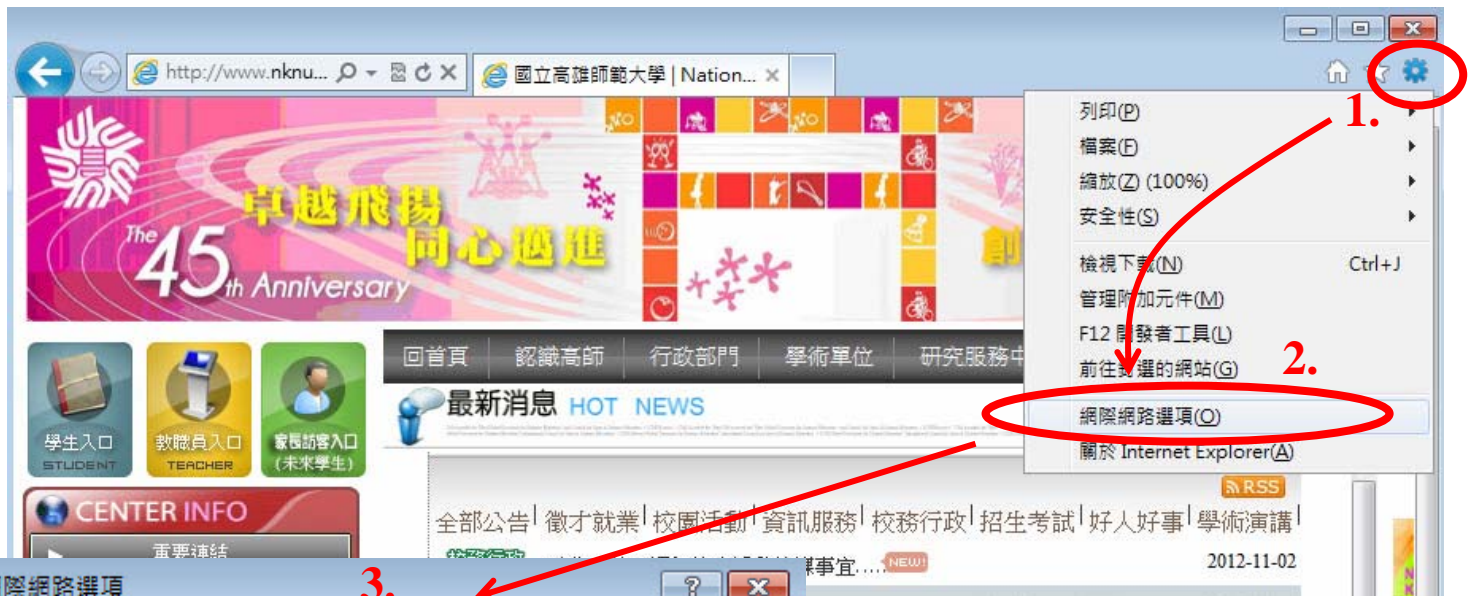 http://www.nknu...
國立高雄師範大學 | Nation...
1.
列印(P)
檔案(F)
縮放(Z) (100%)
安全性(S)
檢視下載(N) Ctrl+J
管理附加元件(M)
F12 開發者工具(L)
前往封選的網站(G)
2.
網際網路選項(O)
關於 Internet Explorer(A)
卓越飛揚
同心邁進
創
The 45th Anniversary
回首頁 認識高師 行政部門 學術單位 研究服務中
最新消息 HOT NEWS
學生入口
STUDENT
教職員入口
TEACHER
家長訪客入口
(未來學生)
RSS
CENTER INFO
重要連結
全部公告 徵才就業 校園活動 資訊服務 校務行政 招生考試 好人好事 學術演講
事宜..... NEW! 2012-11-02
3.
際網路選項